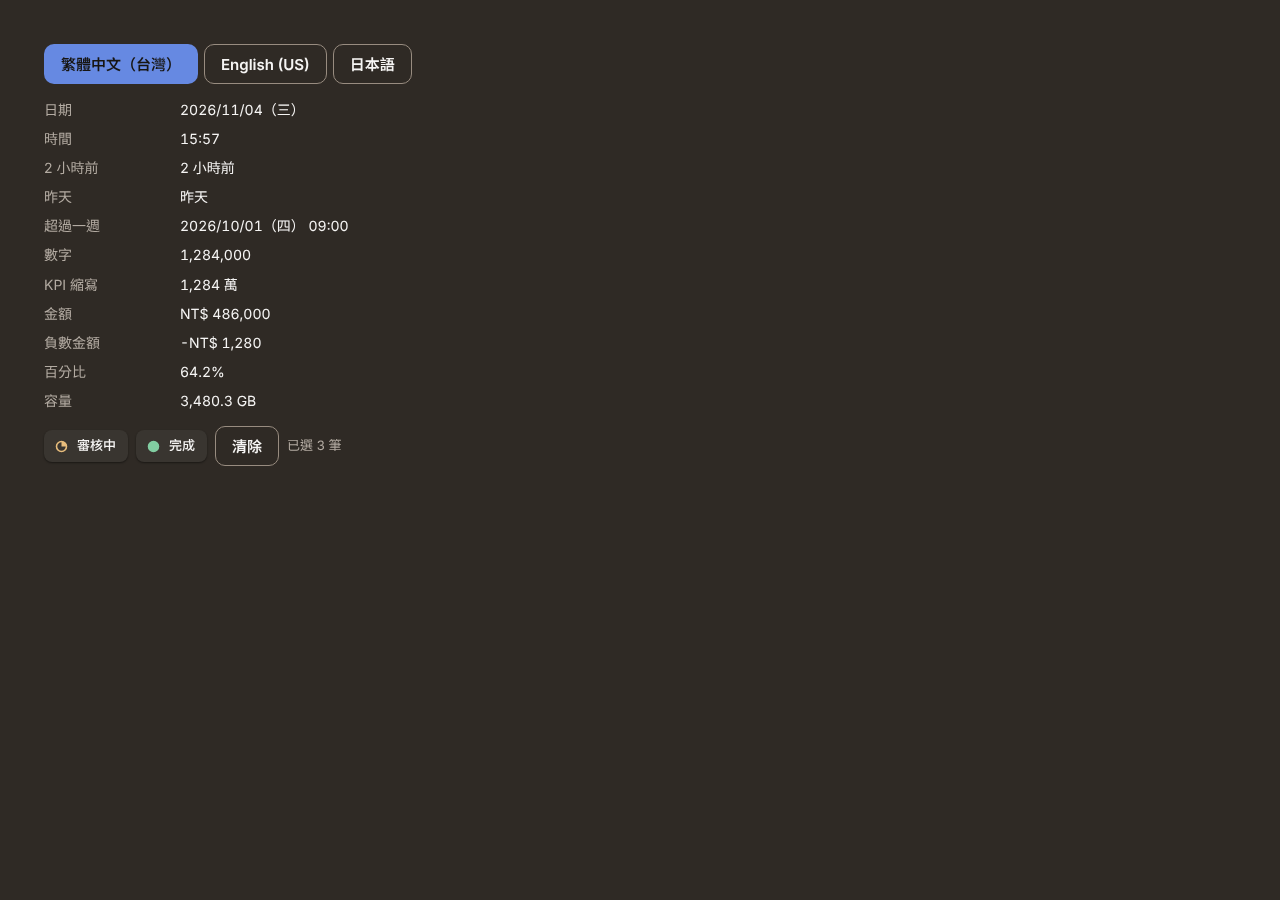 繁體中文（台灣） English (US) 日本語
日期 2026/11/04（三）
時間 15:57
2 小時前 2 小時前
昨天 昨天
超過一週 2026/10/01（四） 09:00
數字 1,284,000
KPI 縮寫 1,284 萬
金額 NT$ 486,000
負數金額 -NT$ 1,280
百分比 64.2%
容量 3,480.3 GB
審核中 完成 清除 已選 3 筆